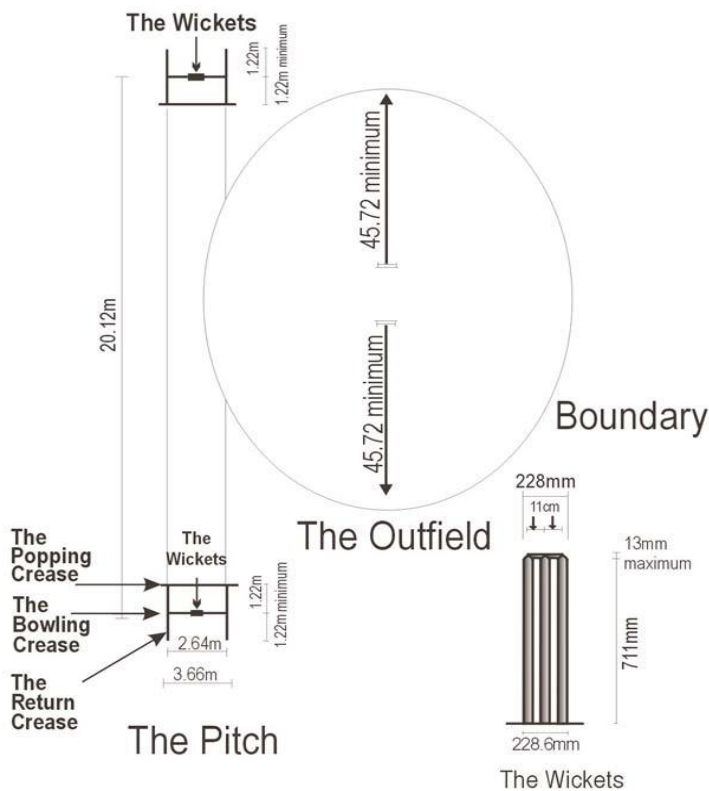 The Wickets
1.22m
1.22m minimum
20.12m
45.72 minimum
45.72 minimum
Boundary
The Outfield
The
Popping
Crease
The
Bowling
Crease
The
Return
Crease
The
Wickets
1.22m
1.22m minimum
2.64m
3.66m
The Pitch
228mm
11cm
13mm
maximum
711mm
228.6mm
The Wickets